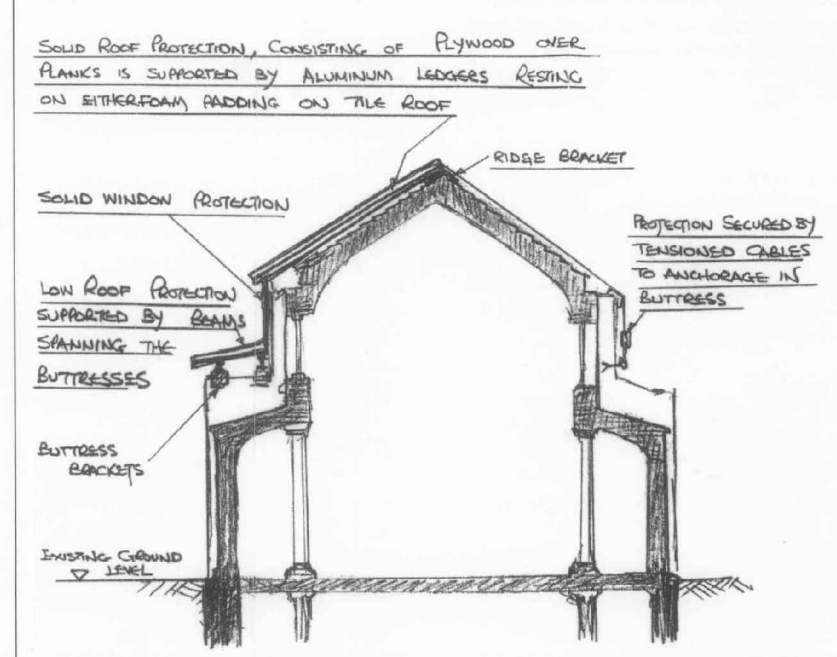 SOLID ROOF PROTECTION, CONSISTING OF PLYWOOD OVER
PLANKS IS SUPPORTED BY ALUMINUM LEDGERS RESTING
ON EITHER FOAM PADDING ON TILE ROOF
RIDGE BRACKET
SOLID WINDOW PROTECTION
PROTECTION SECURED BY
TENSIONED CABLES
TO ANCHORAGE IN
BUTTRESS
LOW ROOF PROTECTION
SUPPORTED BY BEAMS
SPANNING THE
BUTTRESSES
BUTTRESS
BRACKETS
EXISTING GROUND
LEVEL